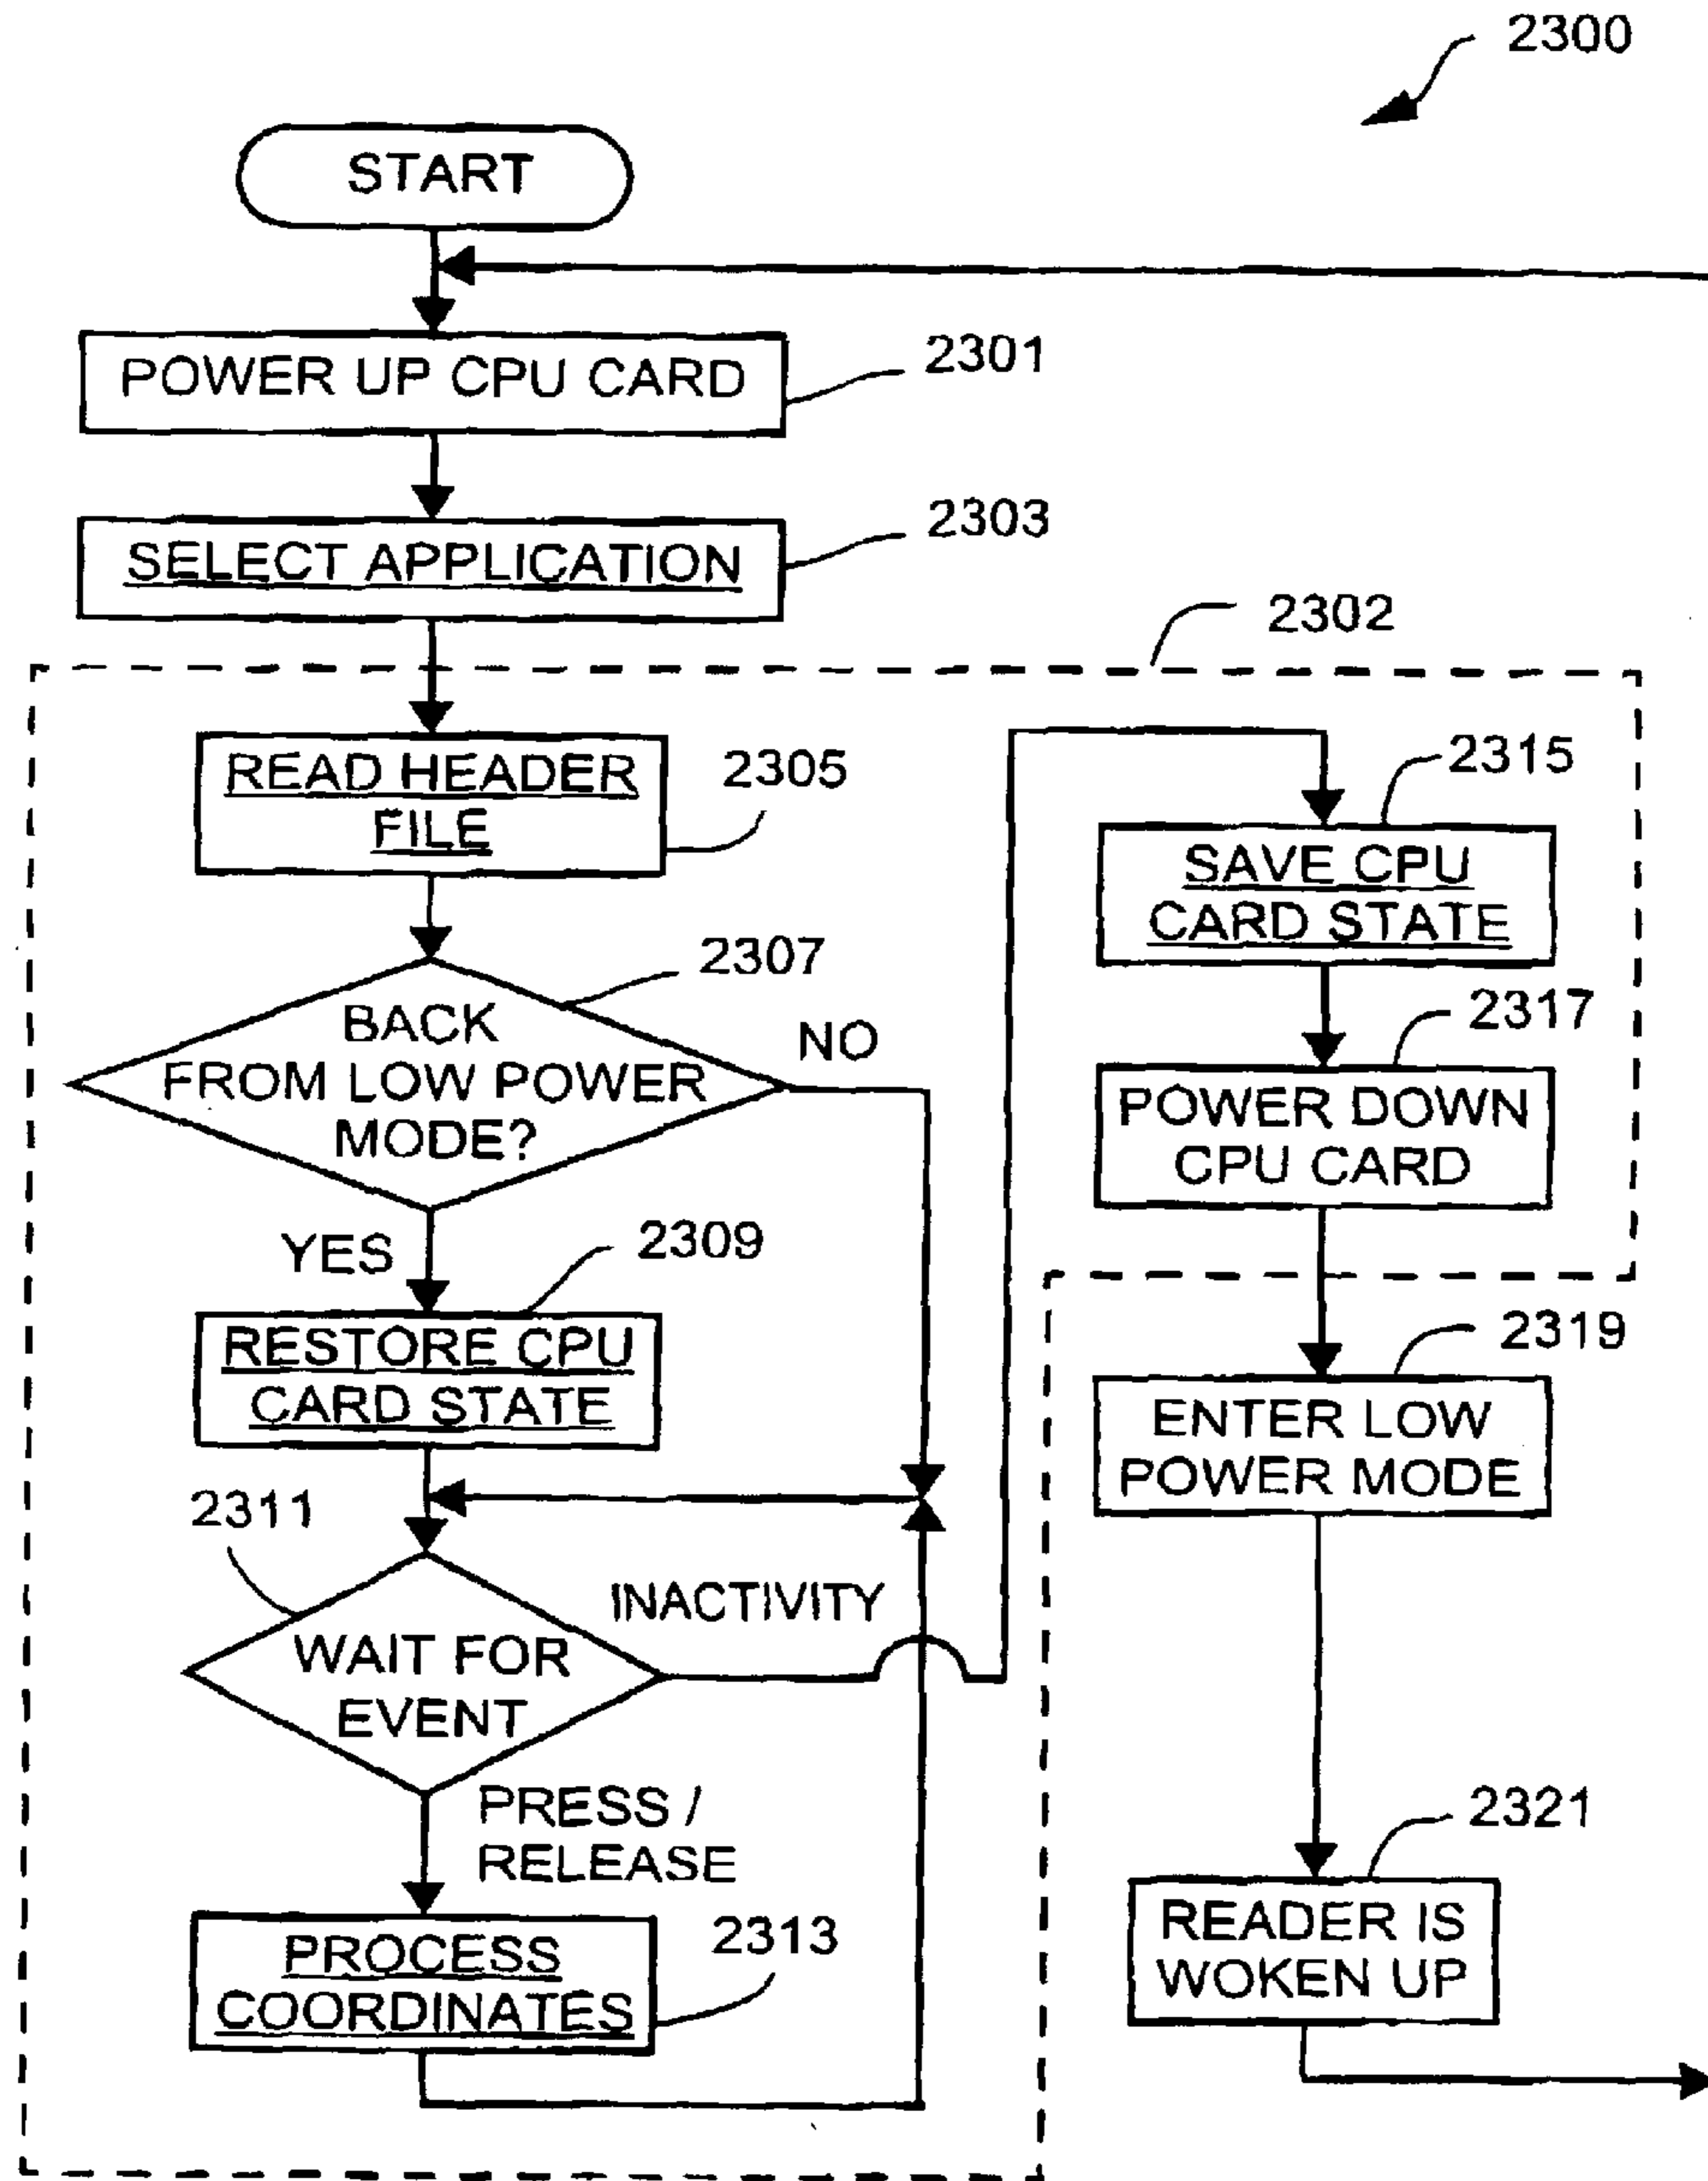 2300
START
POWER UP CPU CARD
2301
SELECT APPLICATION
2303
2302
READ HEADER
FILE
2305
BACK
FROM LOW POWER
MODE?
2307
NO
YES
2309
RESTORE CPU
CARD STATE
2311
WAIT FOR
EVENT
INACTIVITY
PRESS /
RELEASE
PROCESS
COORDINATES
2313
2315
SAVE CPU
CARD STATE
2317
POWER DOWN
CPU CARD
2319
ENTER LOW
POWER MODE
2321
READER IS
WOKEN UP